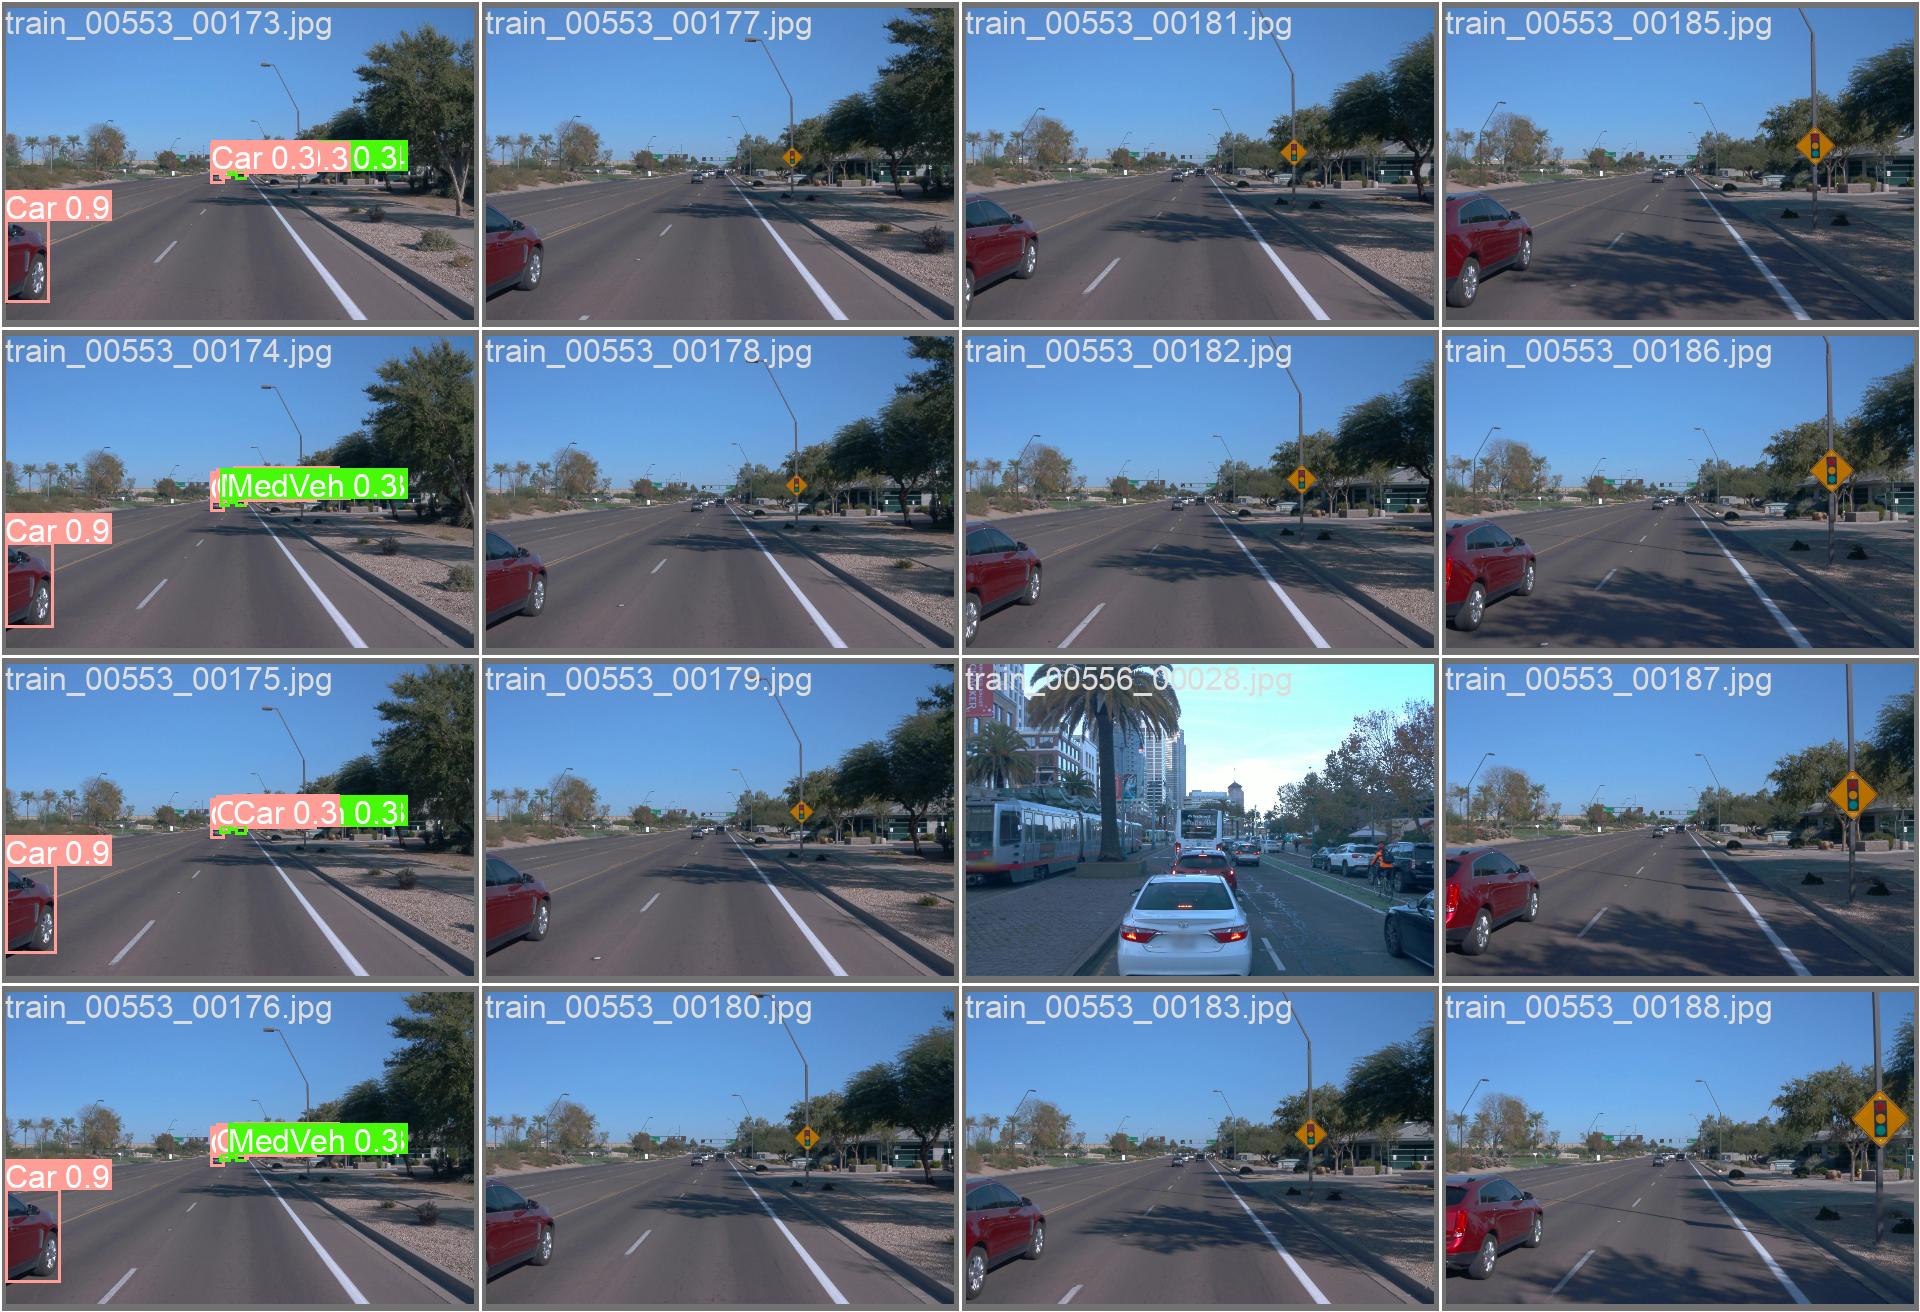 train_00553_00173.jpg
train_00553_00177.jpg
train_00553_00181.jpg
train_00553_00185.jpg
Car 0.3
.3
0.3
Car 0.9
train_00553_00174.jpg
train_00553_00178.jpg
train_00553_00182.jpg
train_00553_00186.jpg
MedVeh 0.3
Car 0.9
train_00553_00175.jpg
train_00553_00179.jpg
train_00556_00028.jpg
train_00553_00187.jpg
Car 0.3
0.3
Car 0.9
train_00553_00176.jpg
train_00553_00180.jpg
train_00553_00183.jpg
train_00553_00188.jpg
MedVeh 0.3
Car 0.9